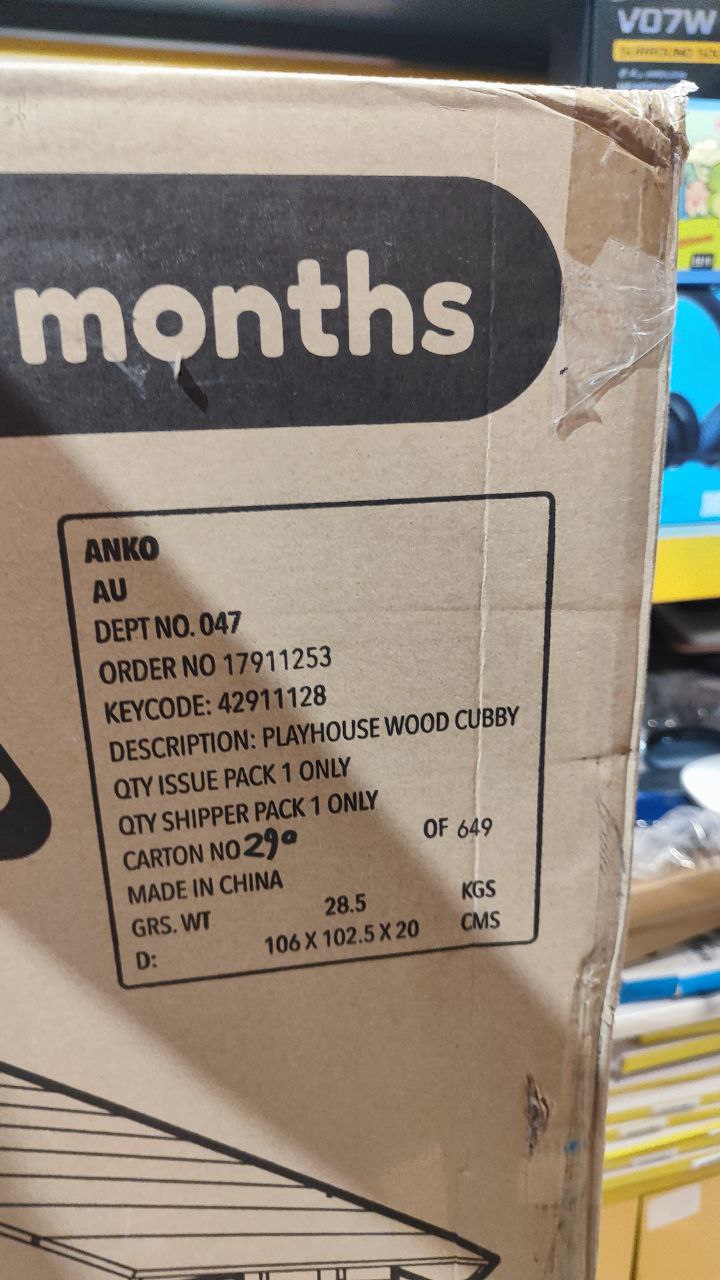 V07W
months
ANKO
AU
DEPT NO. 047
ORDER NO 17911253
KEYCODE: 42911128
DESCRIPTION: PLAYHOUSE WOOD CUBBY
QTY ISSUE PACK 1 ONLY
QTY SHIPPER PACK 1 ONLY
CARTON NO 290 OF 649
MADE IN CHINA
GRS. WT 28.5 KGS
D: 106 X 102.5 X 20 CMS